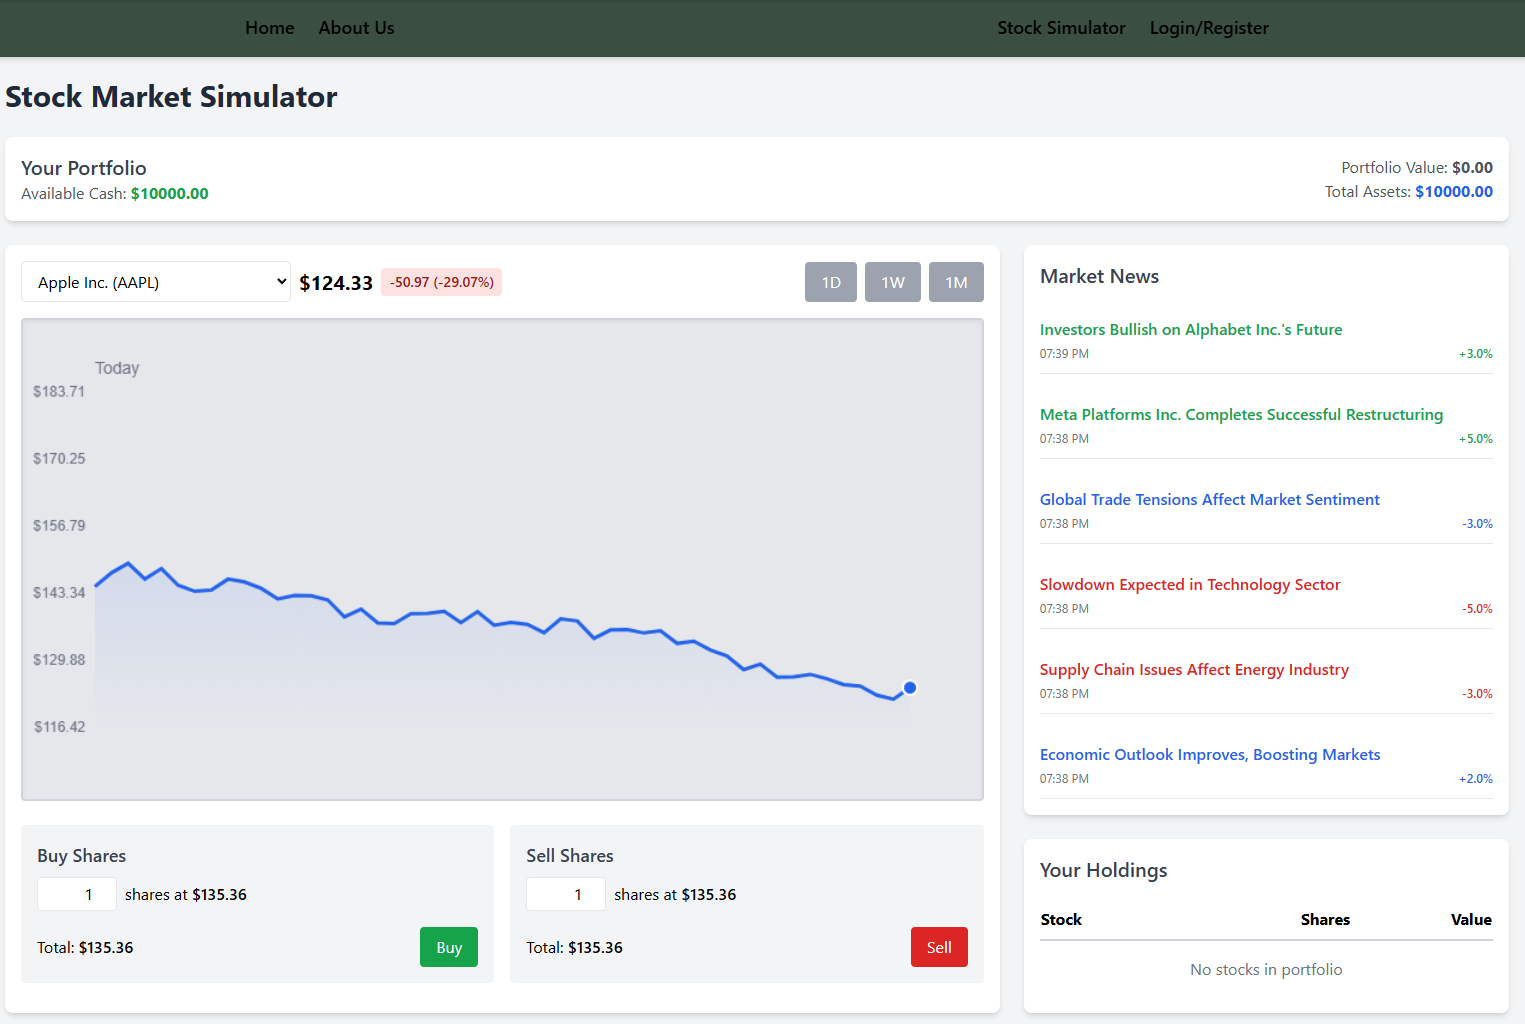 Home About Us Stock Simulator Login/Register
Stock Market Simulator
Your Portfolio
Available Cash: $10000.00
Portfolio Value: $0.00
Total Assets: $10000.00
Apple Inc. (AAPL) $124.33 -50.97 (-29.07%) 1D 1W 1M
Today
$183.71
$170.25
$156.79
$143.34
$129.88
$116.42
Buy Shares
1 shares at $135.36
Total: $135.36 Buy
Sell Shares
1 shares at $135.36
Total: $135.36 Sell
Market News
Investors Bullish on Alphabet Inc.'s Future
07:39 PM +3.0%
Meta Platforms Inc. Completes Successful Restructuring
07:38 PM +5.0%
Global Trade Tensions Affect Market Sentiment
07:38 PM -3.0%
Slowdown Expected in Technology Sector
07:38 PM -5.0%
Supply Chain Issues Affect Energy Industry
07:38 PM -3.0%
Economic Outlook Improves, Boosting Markets
07:38 PM +2.0%
Your Holdings
Stock Shares Value
No stocks in portfolio